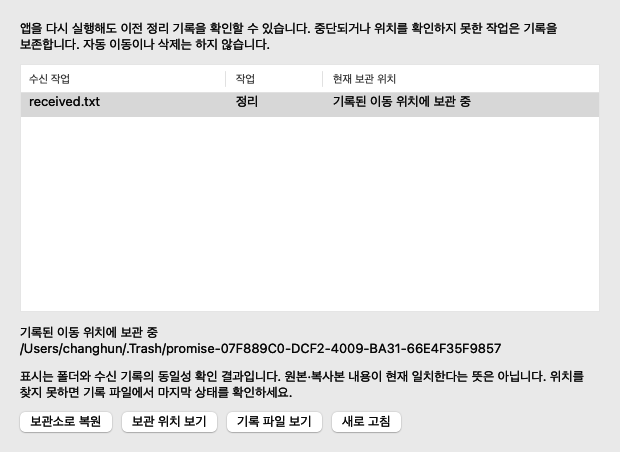 앱을 다시 실행해도 이전 정리 기록을 확인할 수 있습니다. 중단되거나 위치를 확인하지 못한 작업은 기록을
보존합니다. 자동 이동이나 삭제는 하지 않습니다.
수신 작업 작업 현재 보관 위치
received.txt 정리 기록된 이동 위치에 보관 중
기록된 이동 위치에 보관 중
/Users/changhun/.Trash/promise-07F889C0-DCF2-4009-BA31-66E4F35F9857
표시는 폴더와 수신 기록의 동일성 확인 결과입니다. 원본·복사본 내용이 현재 일치한다는 뜻은 아닙니다. 위치를
찾지 못하면 기록 파일에서 마지막 상태를 확인하세요.
보관소로 복원 보관 위치 보기 기록 파일 보기 새로 고침